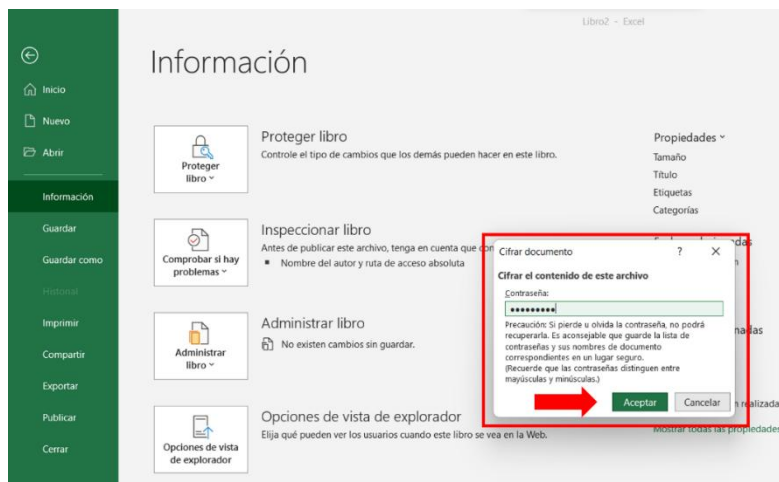 Libro2 - Excel
Información
Inicio
Nuevo
Abrir
Información
Guardar
Guardar como
Historial
Imprimir
Compartir
Exportar
Publicar
Cerrar
Proteger
libro
Proteger libro
Controle el tipo de cambios que los demás pueden hacer en este libro.
Comprobar si hay
problemas
Inspeccionar libro
Antes de publicar este archivo, tenga en cuenta que
Nombre del autor y ruta de acceso absoluta
Administrar
libro
Administrar libro
No existen cambios sin guardar.
Opciones de vista
de explorador
Opciones de vista de explorador
Elija qué pueden ver los usuarios cuando este libro se vea en la Web.
Propiedades
Tamaño
Título
Etiquetas
Categorías
Cifrar documento ? X
Cifrar el contenido de este archivo
Contraseña:
•••••••••
Precaución: Si pierde u olvida la contraseña, no podrá
recuperarla. Es aconsejable que guarde la lista de
contraseñas y sus nombres de documento
correspondientes en un lugar seguro.
(Recuerde que las contraseñas distinguen entre
mayúsculas y minúsculas.)
Aceptar Cancelar
Mostrar todas las propiedades